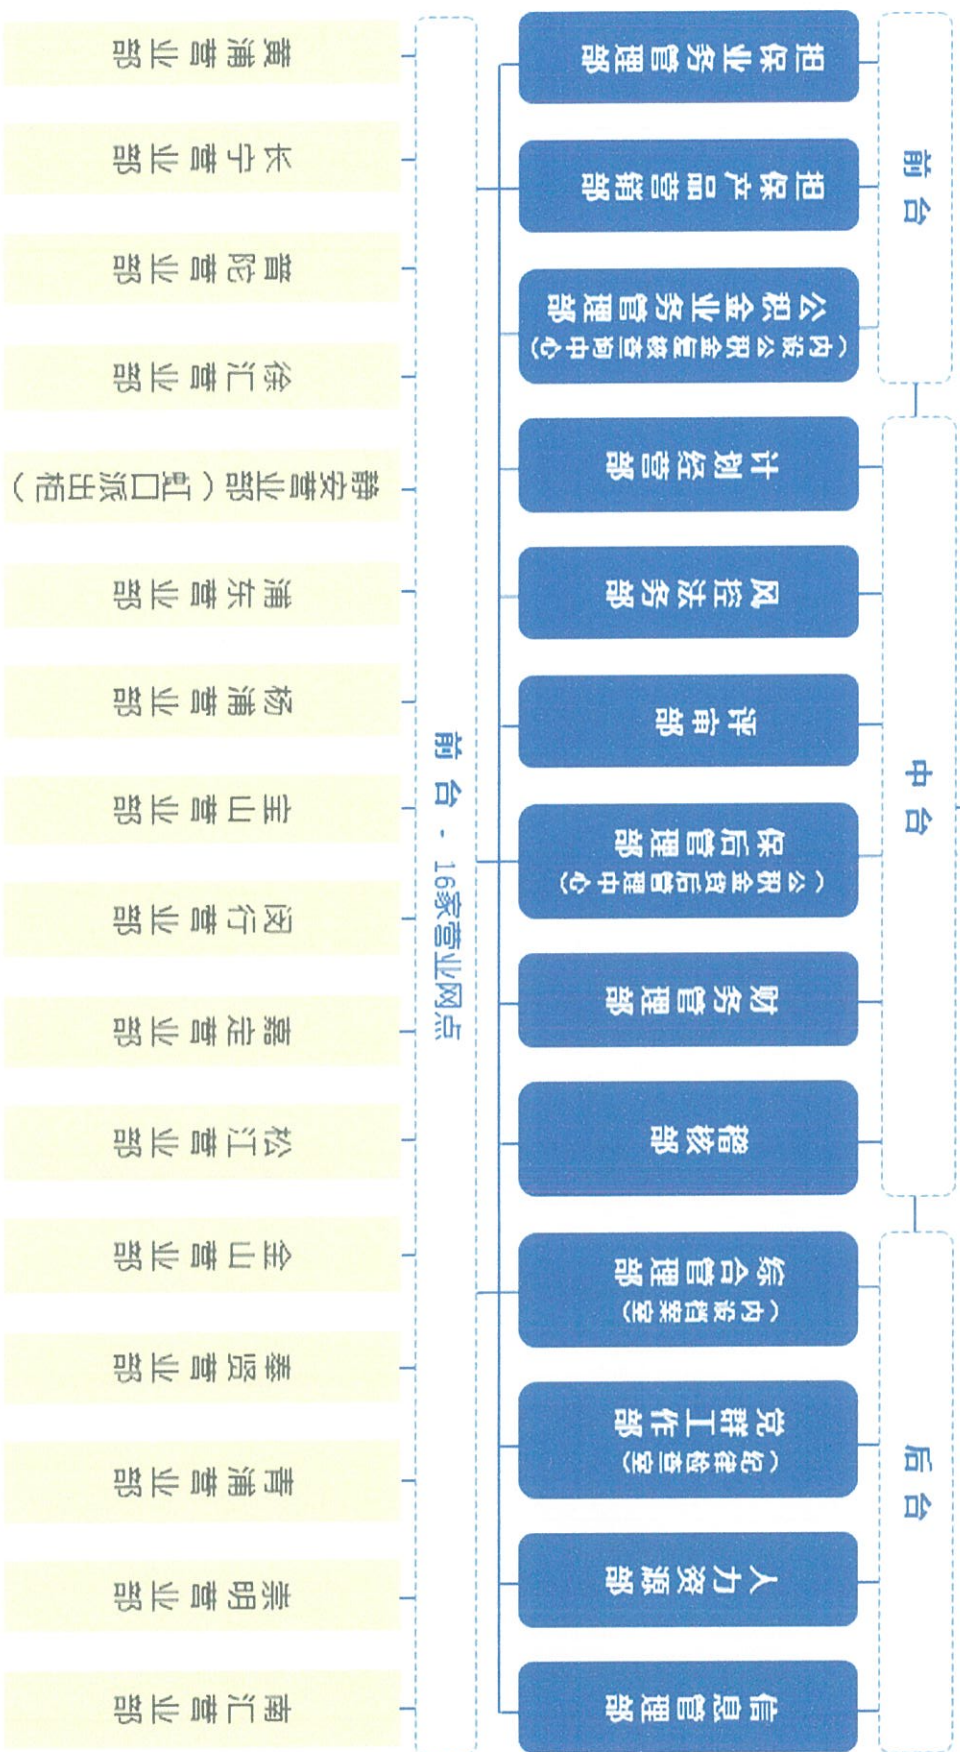 前台
中台
后台
担保业务管理部
担保产品营销部
公积金业务管理部
（内设公积金复核查询中心）
计划经营部
风控法务部
评审部
保后管理部
（公积金贷后管理中心）
财务管理部
稽核部
综合管理部
（内设档案室）
党群工作部
（纪律检查室）
人力资源部
信息管理部
前台 - 16家营业网点
黄浦营业部
长宁营业部
普陀营业部
徐汇营业部
静安营业部（虹口派出柜）
浦东营业部
杨浦营业部
宝山营业部
闵行营业部
嘉定营业部
松江营业部
金山营业部
奉贤营业部
青浦营业部
崇明营业部
南汇营业部